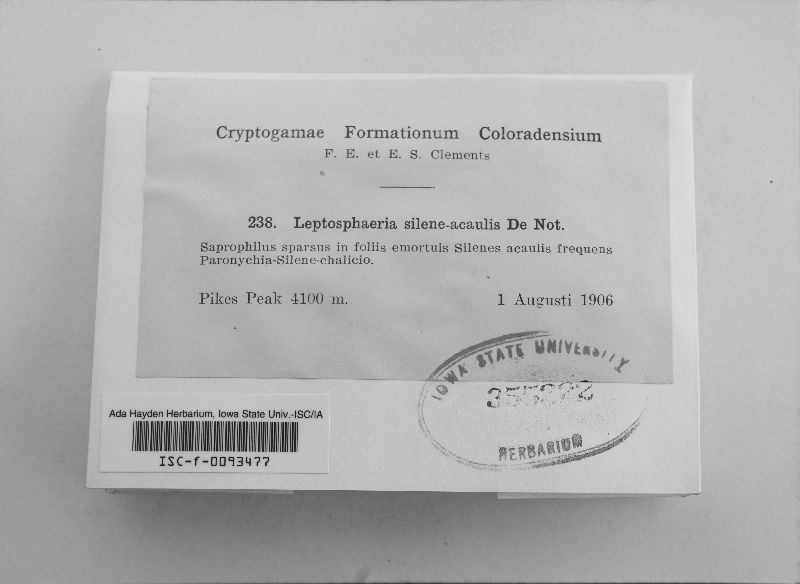 Cryptogamae Formationum Coloradensium
F. E. et E. S. Clements
238. Leptosphaeria silene-acaulis De Not.
Saprophilus sparsus in foliis emortuis Silenes acaulis frequens
Paronychia-Silene-chalicio.
Pikes Peak 4100 m. 1 Augusti 1906
IOWA STATE UNIVERSITY
HERBARIUM
Ada Hayden Herbarium, Iowa State Univ.-ISC/IA
ISC-f-0093477